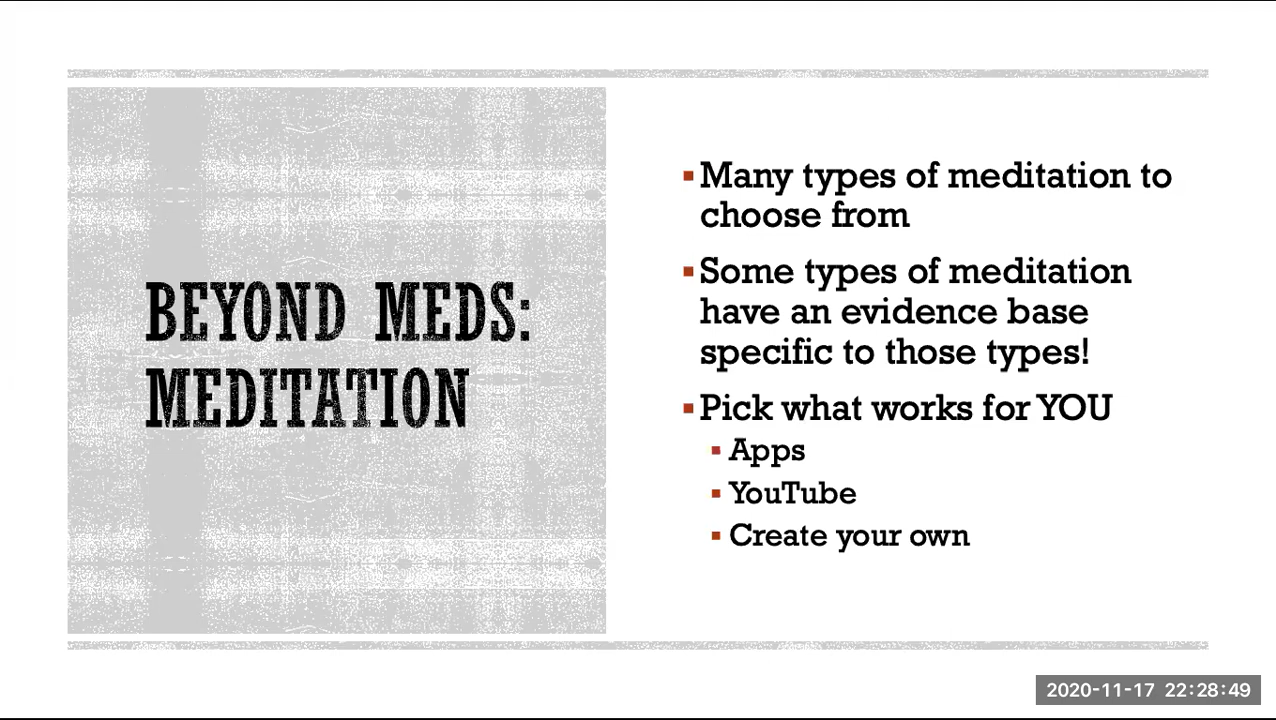 BEYOND MEDS:
MEDITATION
Many types of meditation to
choose from
Some types of meditation
have an evidence base
specific to those types!
Pick what works for YOU
Apps
YouTube
Create your own
2020-11-17 22:28:49